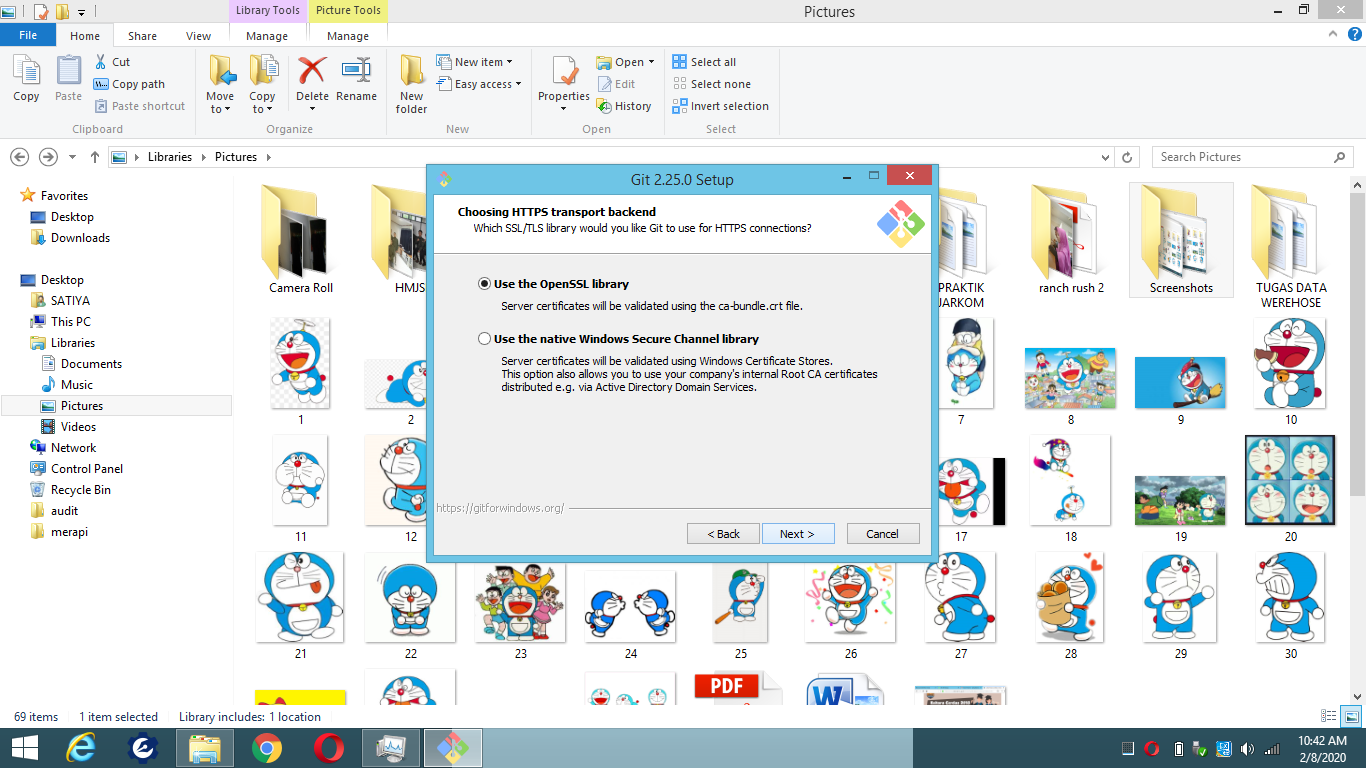 Library Tools
Picture Tools
Pictures
File
Home
Share
View
Manage
Manage
Copy
Paste
Cut
Copy path
Paste shortcut
Clipboard
Move to
Copy to
Delete
Rename
Organize
New folder
New item
Easy access
New
Properties
Open
Edit
History
Open
Select all
Select none
Invert selection
Select
Libraries
Pictures
Search Pictures
Favorites
Desktop
Downloads
Desktop
SATIYA
This PC
Libraries
Documents
Music
Pictures
Videos
Network
Control Panel
Recycle Bin
audit
merapi
Camera Roll
HMJS
PRAKTIK
JARKOM
ranch rush 2
Screenshots
TUGAS DATA
WEREHOSE
1
2
7
8
9
10
11
12
17
18
19
20
21
22
23
24
25
26
27
28
29
30
PDF
W
Git 2.25.0 Setup
Choosing HTTPS transport backend
Which SSL/TLS library would you like Git to use for HTTPS connections?
Use the OpenSSL library
Server certificates will be validated using the ca-bundle.crt file.
Use the native Windows Secure Channel library
Server certificates will be validated using Windows Certificate Stores.
This option also allows you to use your company's internal Root CA certificates
distributed e.g. via Active Directory Domain Services.
https://gitforwindows.org/
< Back
Next >
Cancel
69 items
1 item selected
Library includes: 1 location
10:42 AM
2/8/2020